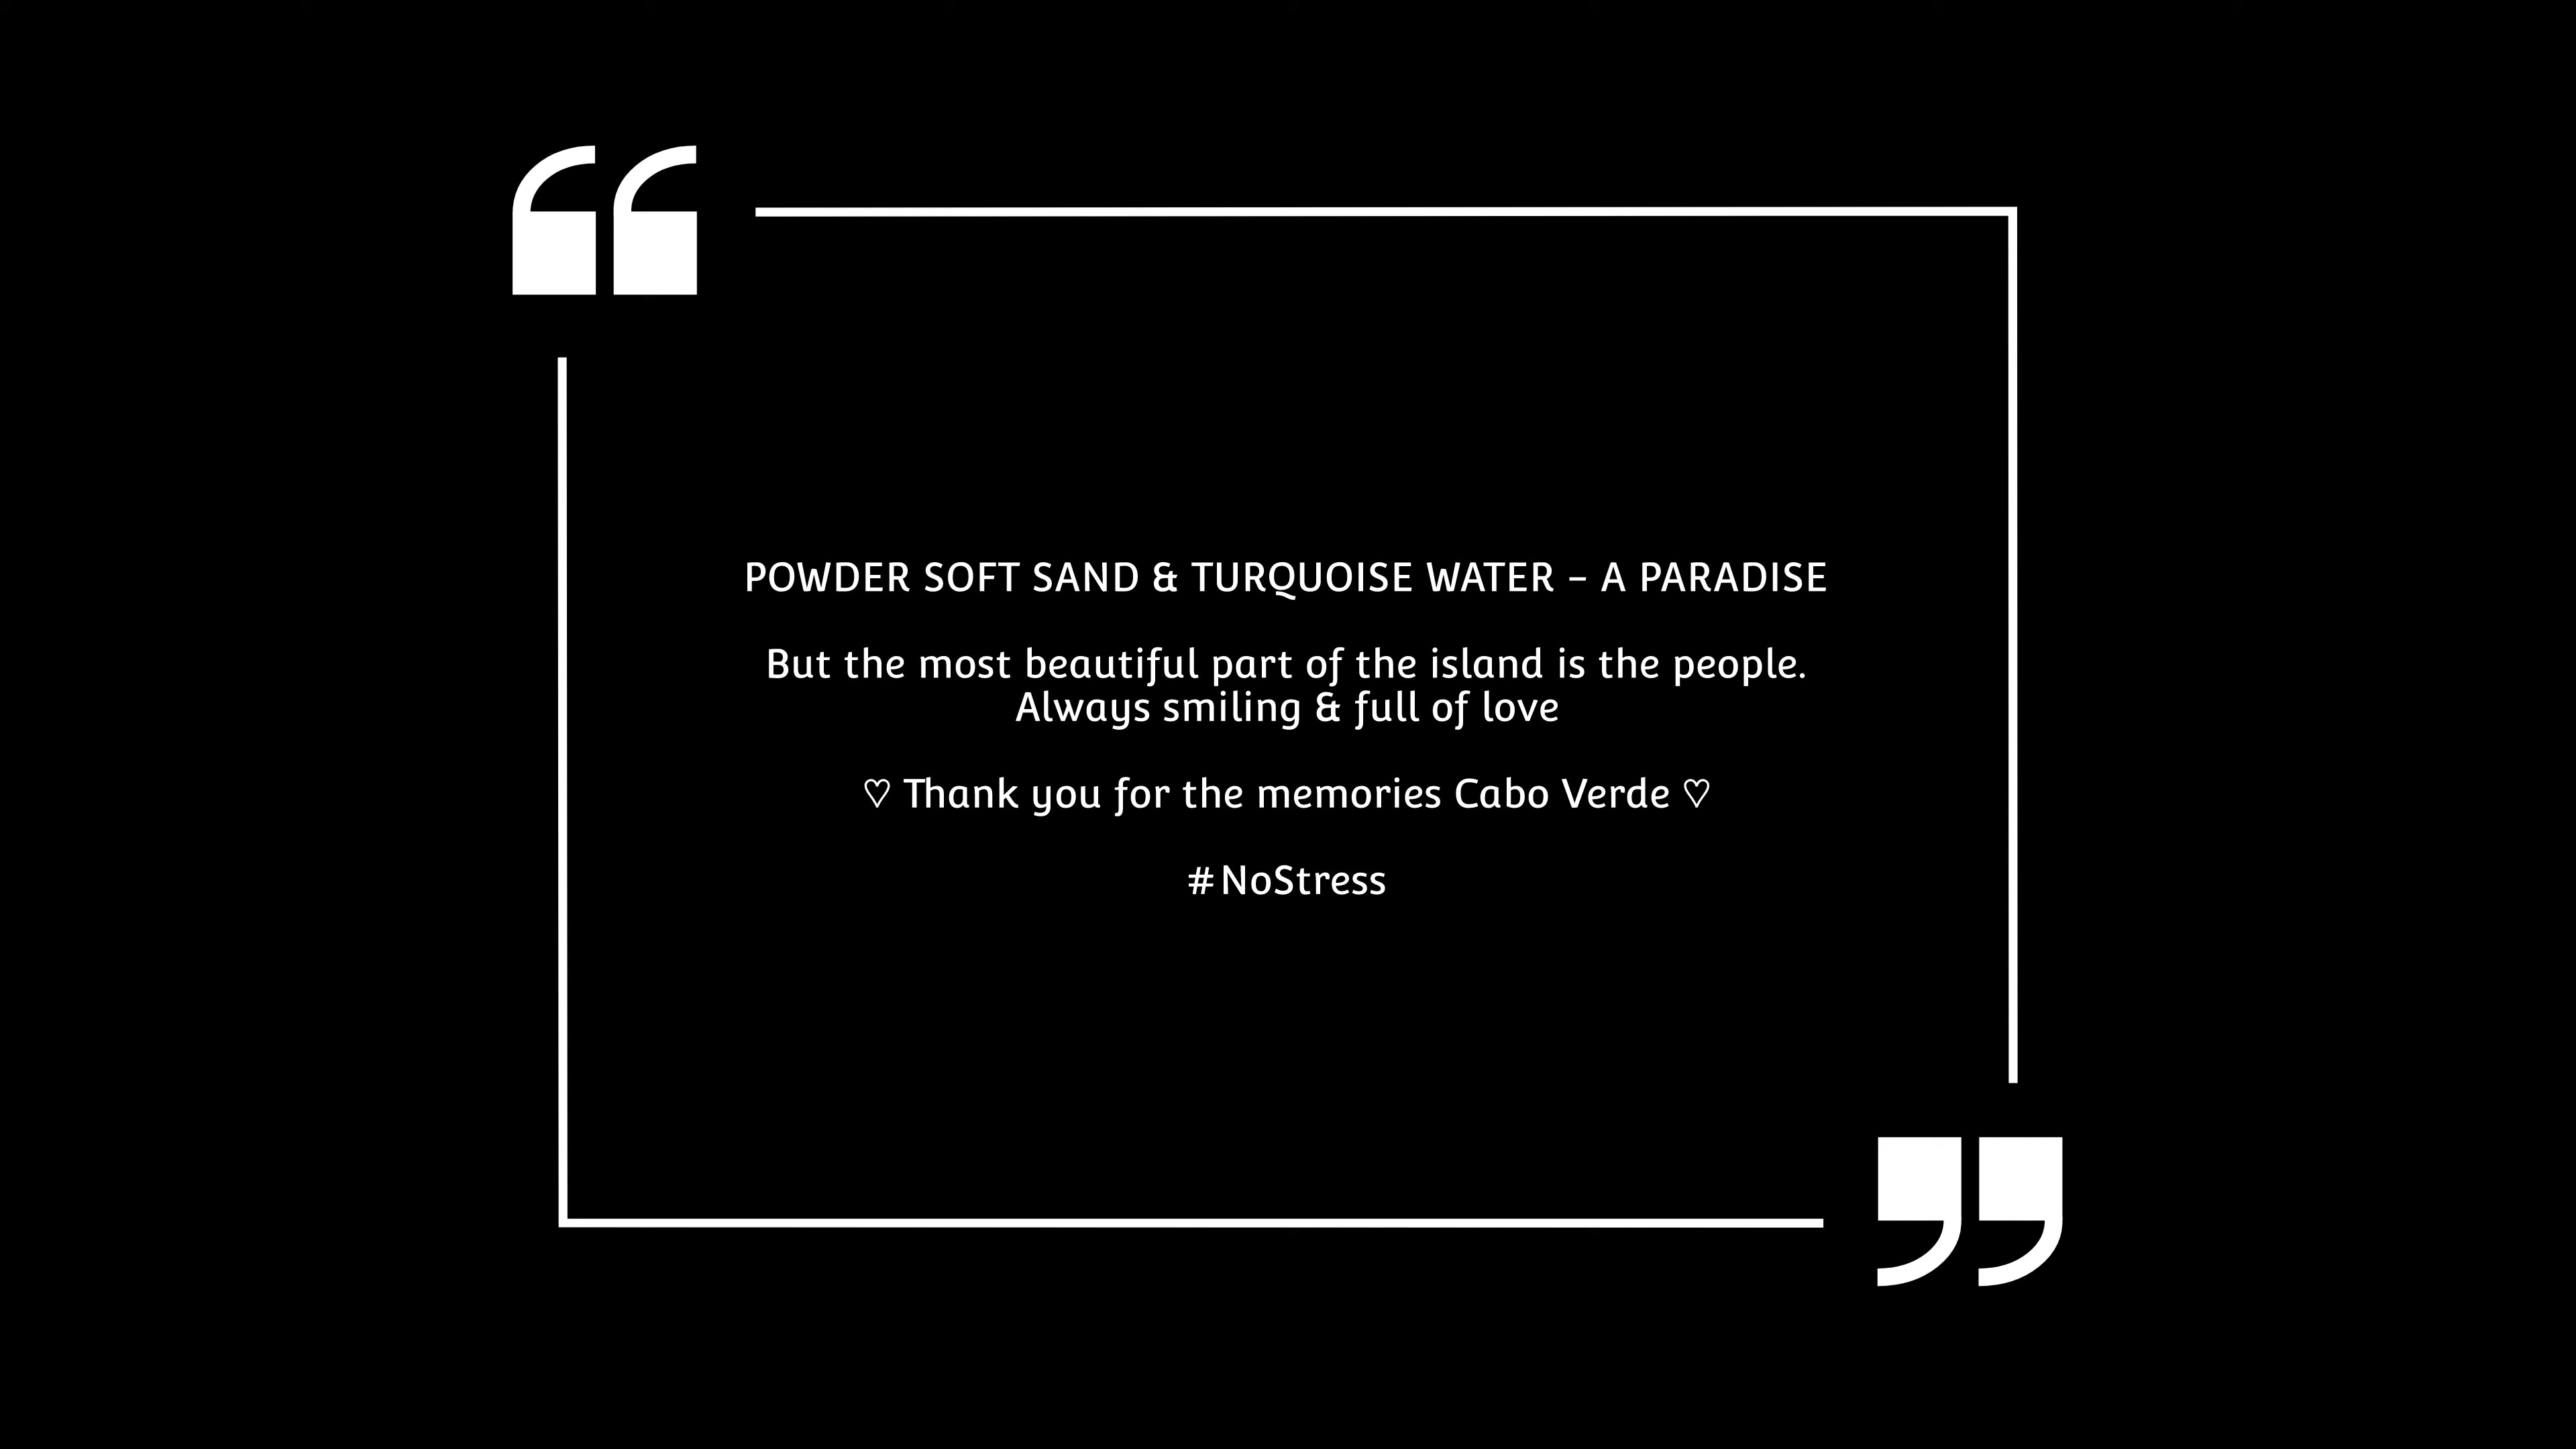 POWDER SOFT SAND & TURQUOISE WATER – A PARADISE
But the most beautiful part of the island is the people.
Always smiling & full of love
♡ Thank you for the memories Cabo Verde ♡
#NoStress